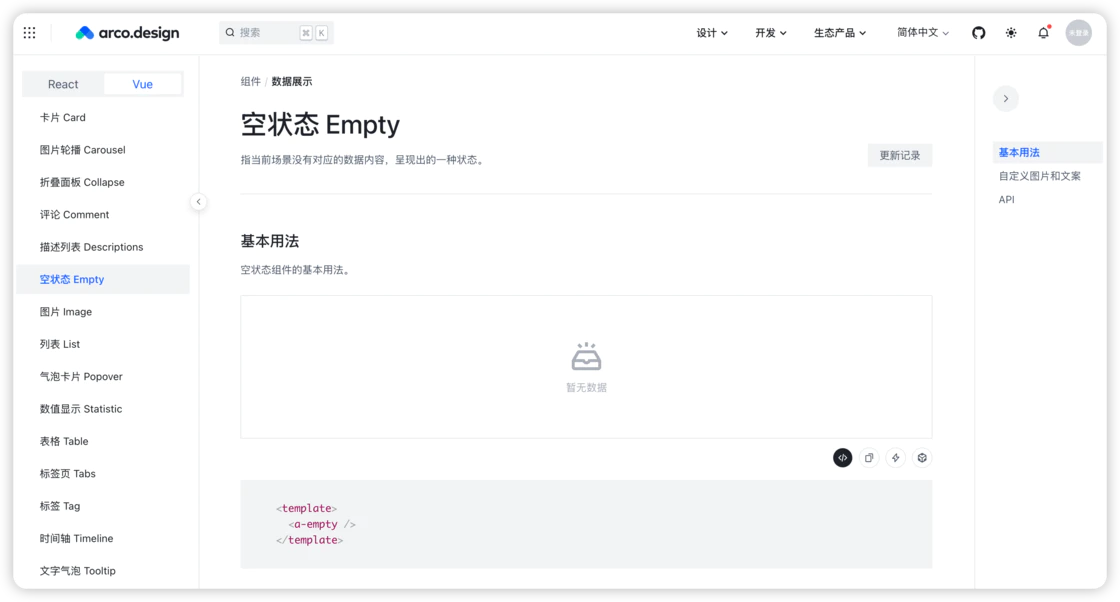 arco.design
搜索
⌘ K
设计
开发
生态产品
简体中文
未登录
React
Vue
卡片 Card
图片轮播 Carousel
折叠面板 Collapse
评论 Comment
描述列表 Descriptions
空状态 Empty
图片 Image
列表 List
气泡卡片 Popover
数值显示 Statistic
表格 Table
标签页 Tabs
标签 Tag
时间轴 Timeline
文字气泡 Tooltip
组件 / 数据展示
空状态 Empty
指当前场景没有对应的数据内容，呈现出的一种状态。
更新记录
基本用法
空状态组件的基本用法。
暂无数据
<template>
  <a-empty />
</template>
基本用法
自定义图片和文案
API